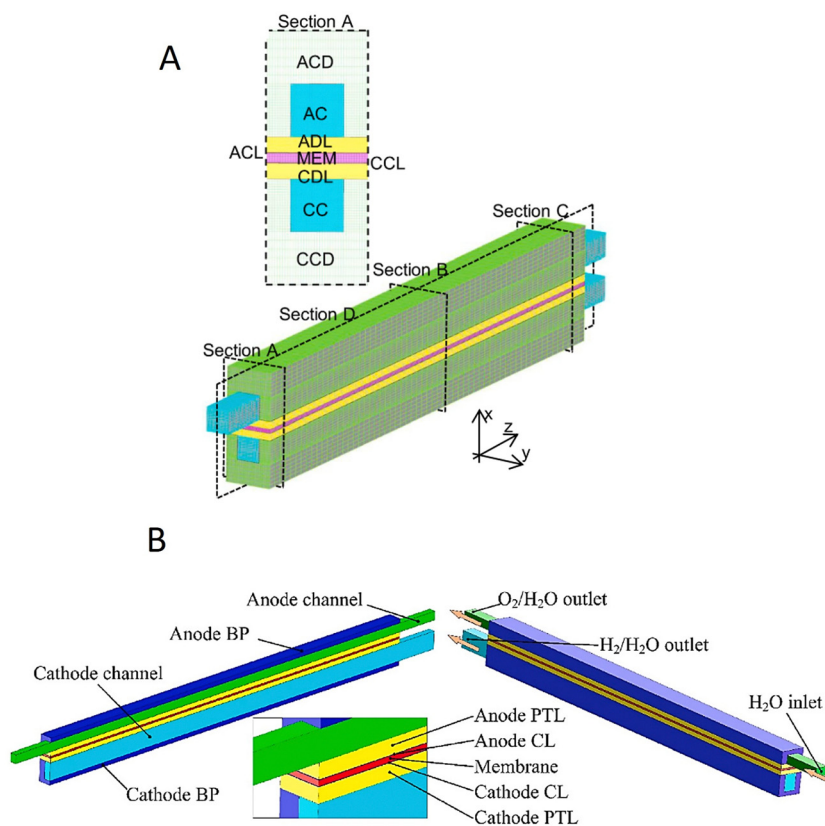 A
Section A
ACD
AC
ADL
ACL
MEM
CCL
CDL
CC
CCD
Section C
Section B
Section D
Section A
x
z
y
B
Anode channel
Anode BP
Cathode channel
Cathode BP
O₂/H₂O outlet
H₂/H₂O outlet
H₂O inlet
Anode PTL
Anode CL
Membrane
Cathode CL
Cathode PTL